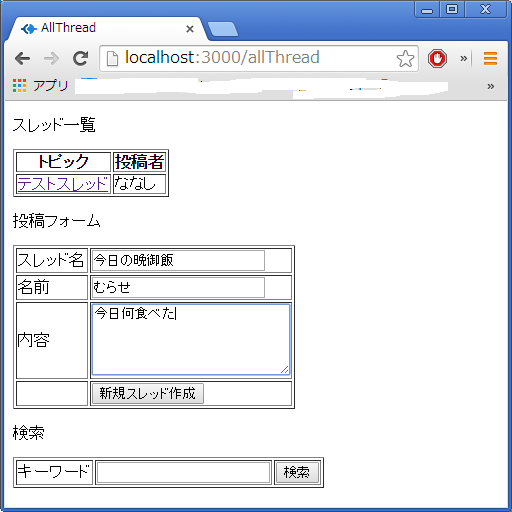 AllThread
localhost:3000/allThread
アプリ
スレッド一覧
トピック 投稿者
テストスレッド ななし
投稿フォーム
スレッド名 今日の晩御飯
名前 むらせ
内容 今日何食べた
新規スレッド作成
検索
キーワード 検索